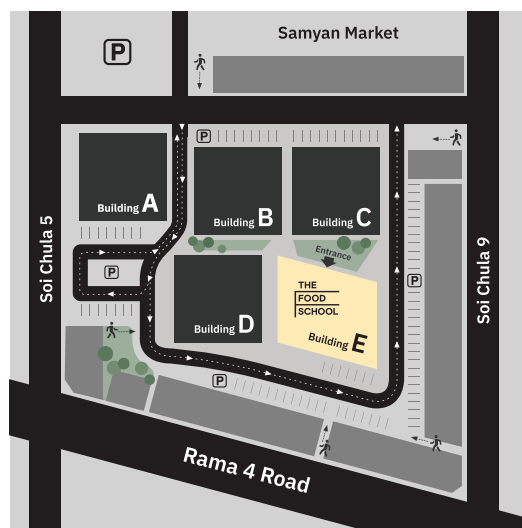 Samyan Market
P
P
Building A
Building B
Building C
Soi Chula 5
Soi Chula 9
Entrance
P
P
THE
FOOD
SCHOOL
Building D
Building E
P
Rama 4 Road